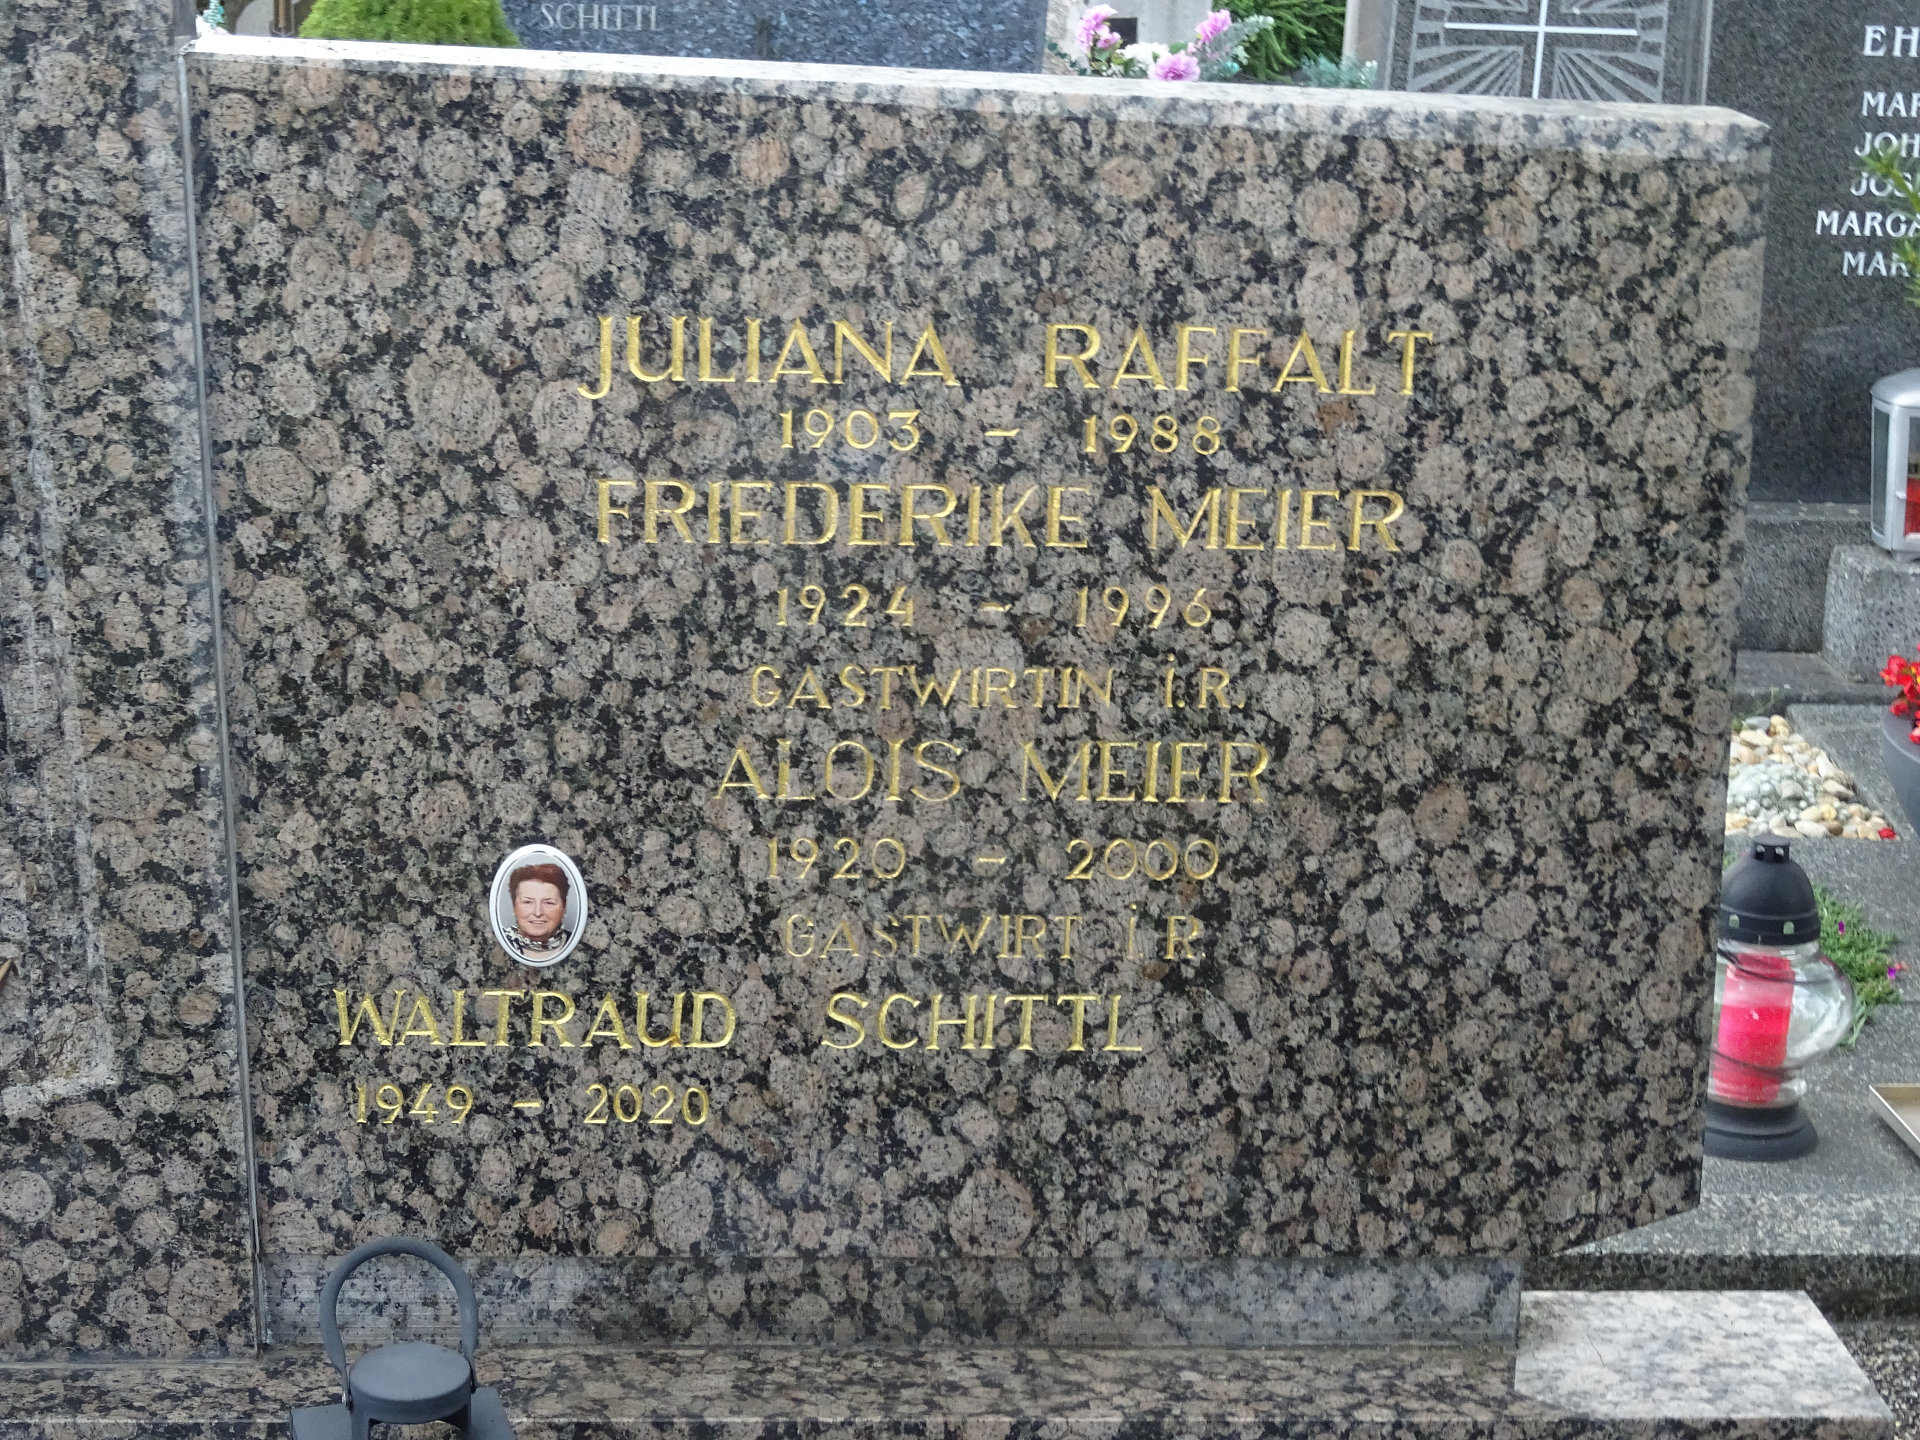 SCHITTL
JULIANA RAFFALT
1903 - 1988
FRIEDERIKE MEIER
1924 - 1996
GASTWIRTIN i.R.
ALOIS MEIER
1920 - 2000
GASTWIRT i.R.
WALTRAUD SCHITTL
1949 - 2020